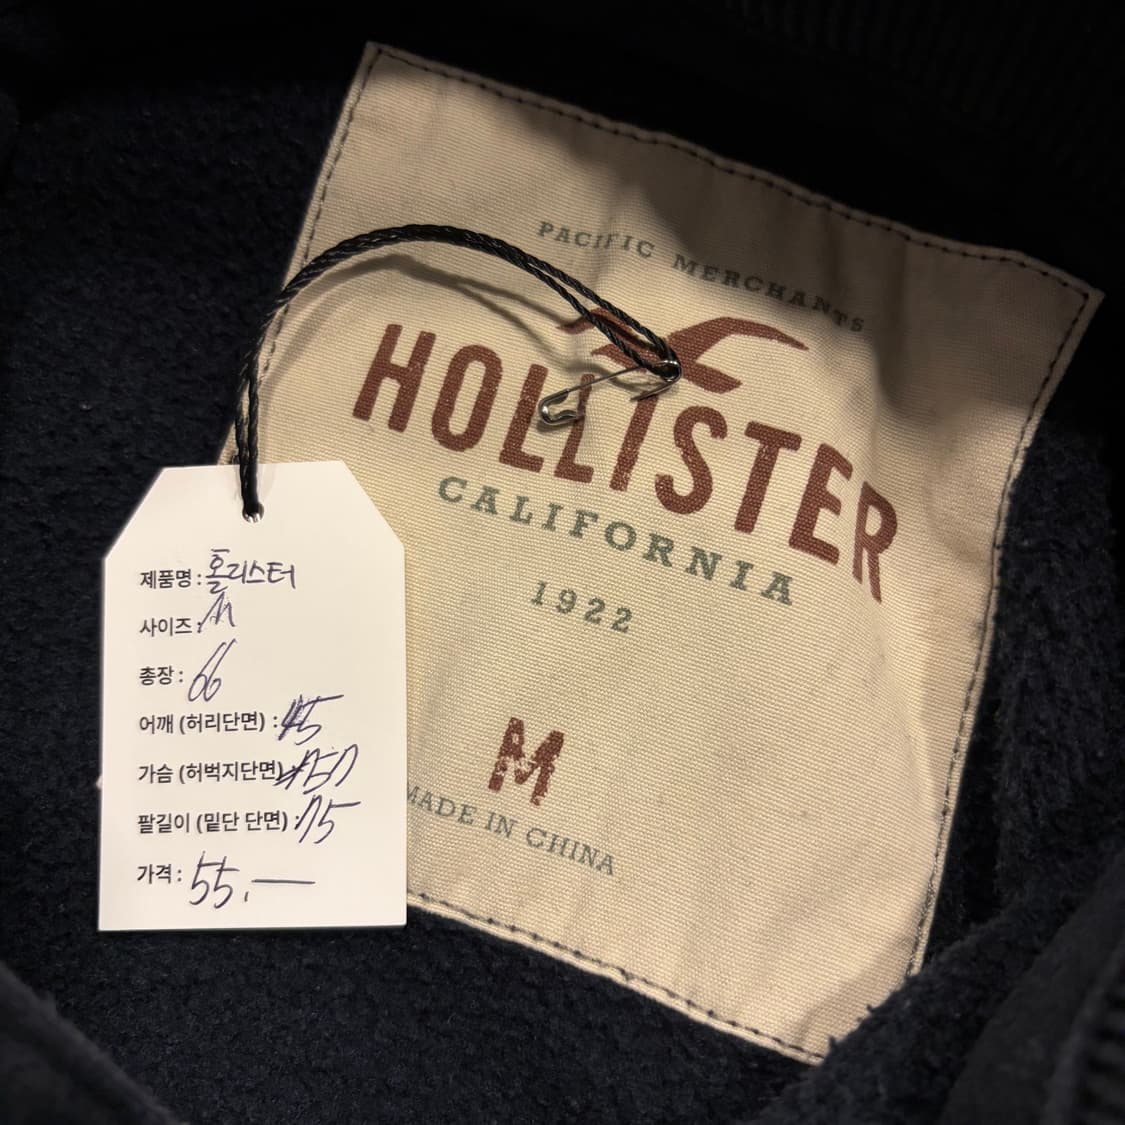 PACIFIC MERCHANTS
HOLLISTER
CALIFORNIA
1922
M
MADE IN CHINA
제품명 : 홀리스터
사이즈 : M
총장 : 66
어깨 (허리단면) : 45
가슴 (허벅지단면) :
팔길이 (밑단 단면) : 75
가격 : 55,—